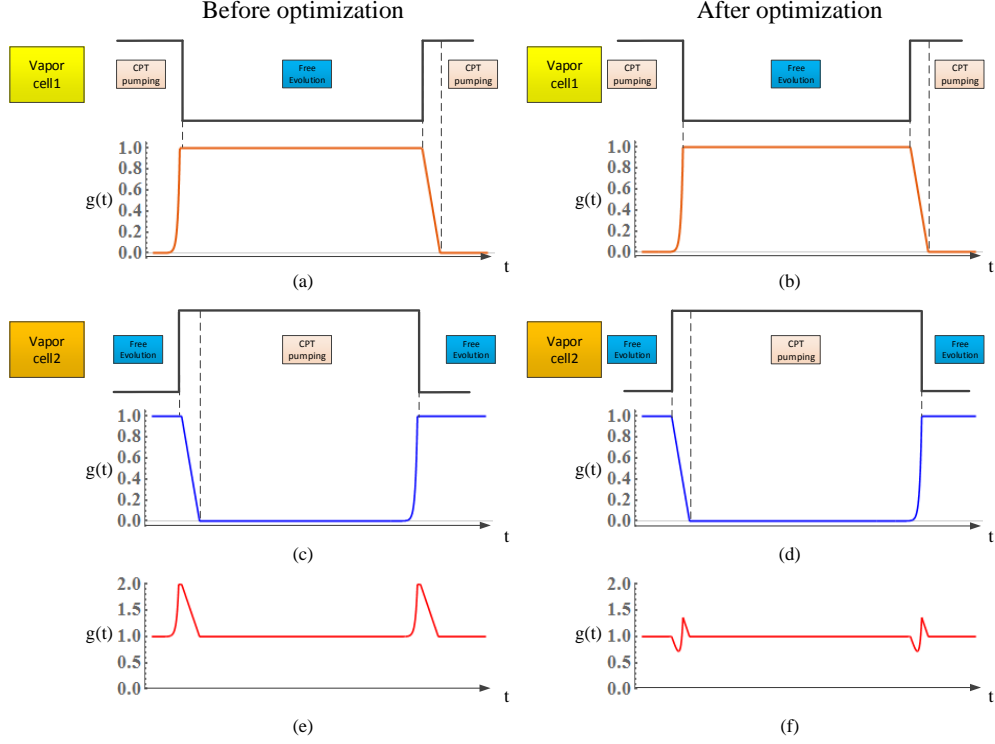 Before optimization
After optimization
Vapor
cell1
CPT
pumping
Free
Evolution
CPT
pumping
Vapor
cell1
CPT
pumping
Free
Evolution
CPT
pumping
1.0
0.8
0.6
0.4
0.2
0.0
g(t)
t
(a)
1.0
0.8
0.6
0.4
0.2
0.0
g(t)
t
(b)
Vapor
cell2
Free
Evolution
CPT
pumping
Free
Evolution
Vapor
cell2
Free
Evolution
CPT
pumping
Free
Evolution
1.0
0.8
0.6
0.4
0.2
0.0
g(t)
t
(c)
1.0
0.8
0.6
0.4
0.2
0.0
g(t)
t
(d)
2.0
1.5
1.0
0.5
0.0
g(t)
t
(e)
2.0
1.5
1.0
0.5
0.0
g(t)
t
(f)